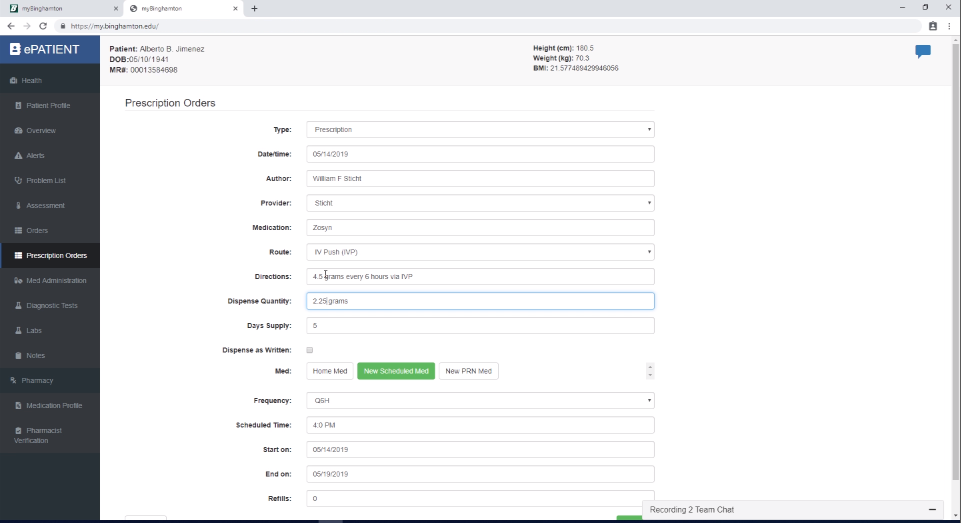 myBinghamton
myBinghamton
https://my.binghamton.edu/
ePATIENT
Patient: Alberto B. Jimenez
DOB:05/10/1941
MR#: 00013584698
Height (cm): 180.5
Weight (kg): 70.3
BMI: 21.577489429946056
Health
Patient Profile
Overview
Alerts
Problem List
Assessment
Orders
Prescription Orders
Med Administration
Diagnostic Tests
Labs
Notes
Pharmacy
Medication Profile
Pharmacist
Verification
Prescription Orders
Type: Prescription
Date/time: 05/14/2019
Author: William F Sticht
Provider: Sticht
Medication: Zosyn
Route: IV Push (IVP)
Directions: 4.5 grams every 6 hours via IVP
Dispense Quantity: 2.25 grams
Days Supply: 5
Dispense as Written:
Med: Home Med New Scheduled Med New PRN Med
Frequency: Q6H
Scheduled Time: 4:0 PM
Start on: 05/14/2019
End on: 05/19/2019
Refills: 0
Recording 2 Team Chat